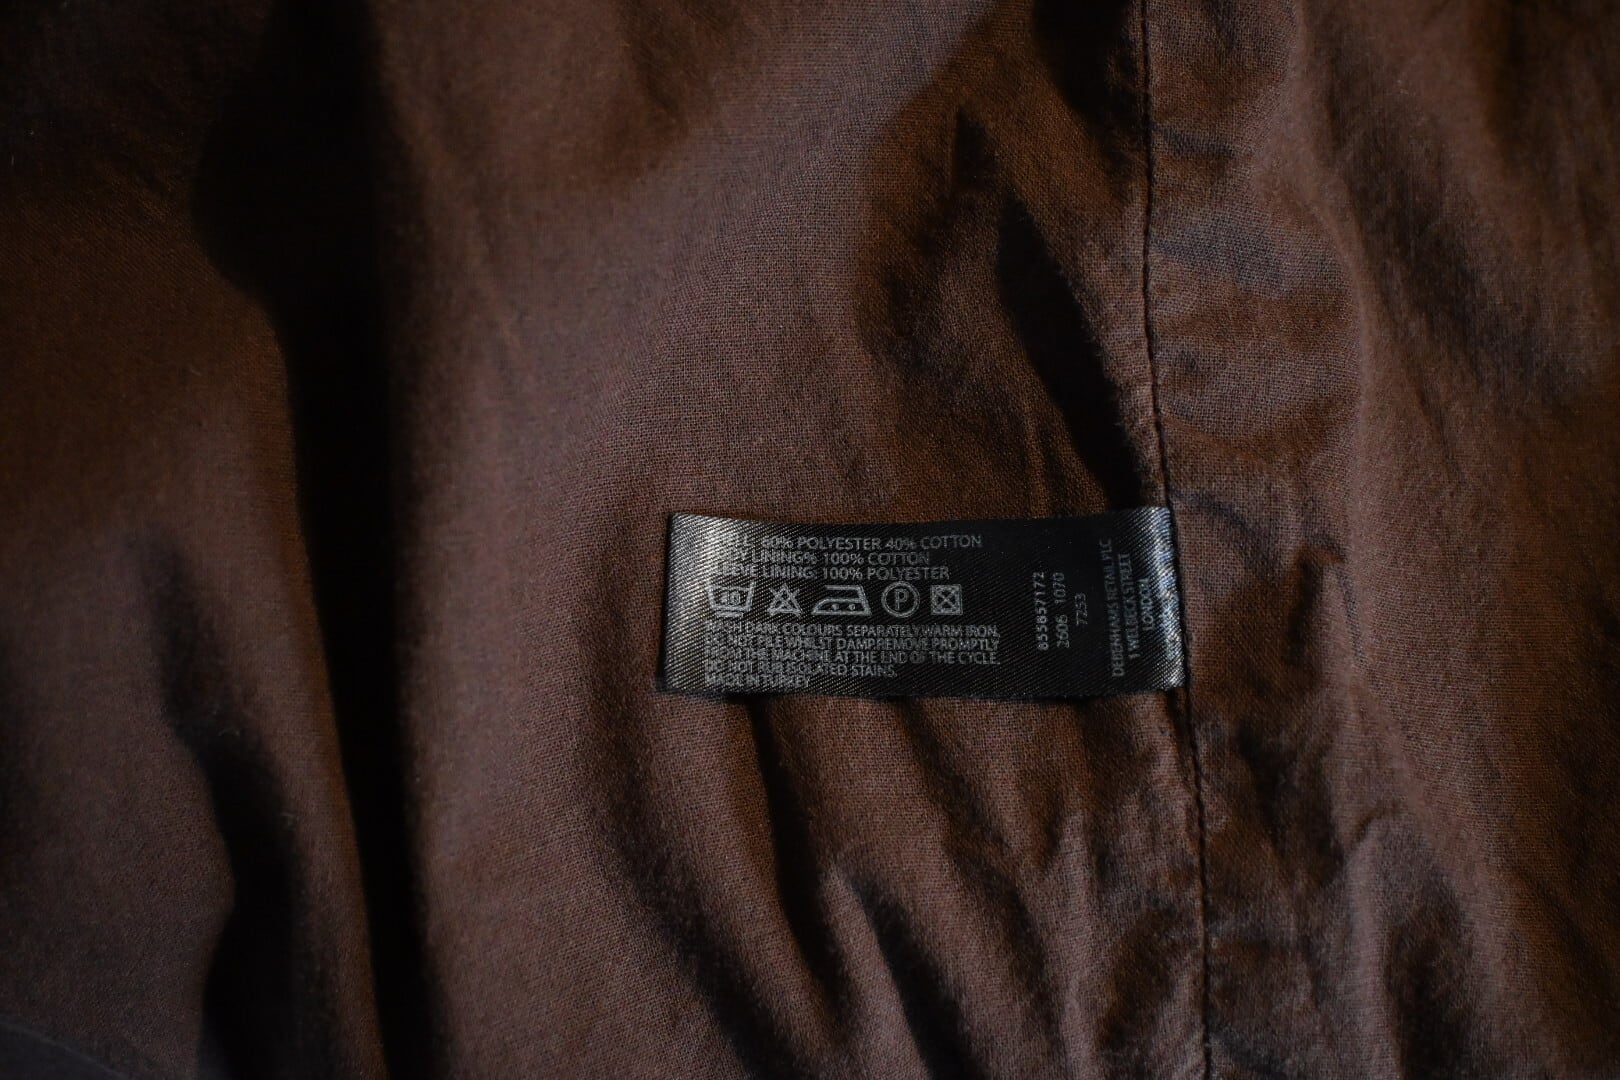 60% POLYESTER 40% COTTON
LINING% 100% COTTON
SLEEVE LINING: 100% POLYESTER
40
P
WASH DARK COLOURS SEPARATELY.WARM IRON.
DO NOT PILE WHILST DAMP.REMOVE PROMPTLY
FROM THE MACHINE AT THE END OF THE CYCLE.
DO NOT RUB ISOLATED STAINS.
MADE IN TURKEY
855857172
2606 1070
7253
DEBENHAMS RETAIL PLC
1 WELBECK STREET
LONDON